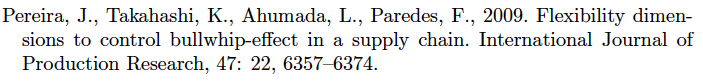 Pereira, J., Takahashi, K., Ahumada, L., Paredes, F., 2009. Flexibility dimen-
sions to control bullwhip-effect in a supply chain. International Journal of
Production Research, 47: 22, 6357–6374.